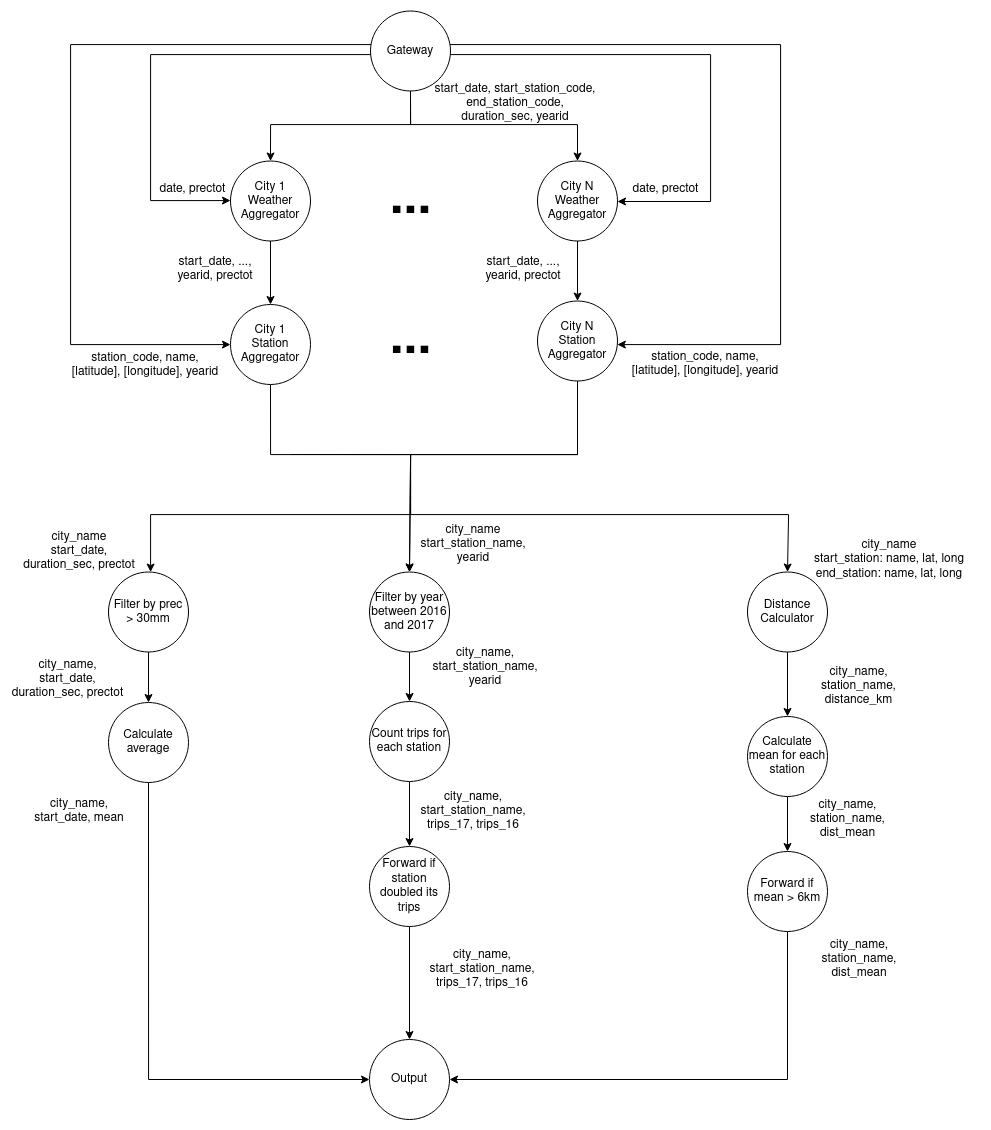 Gateway
start_date, start_station_code,
end_station_code,
duration_sec, yearid
date, prectot
City 1
Weather
Aggregator
...
City N
Weather
Aggregator
date, prectot
start_date, ...,
yearid, prectot
start_date, ...,
yearid, prectot
City 1
Station
Aggregator
...
City N
Station
Aggregator
station_code, name,
[latitude], [longitude], yearid
station_code, name,
[latitude], [longitude], yearid
city_name
start_date,
duration_sec, prectot
city_name
start_station_name,
yearid
city_name
start_station: name, lat, long
end_station: name, lat, long
Filter by prec
> 30mm
Filter by year
between 2016
and 2017
Distance
Calculator
city_name,
start_date,
duration_sec, prectot
city_name,
start_station_name,
yearid
city_name,
station_name,
distance_km
Calculate
average
Count trips for
each station
Calculate
mean for each
station
city_name,
start_date, mean
city_name,
start_station_name,
trips_17, trips_16
city_name,
station_name,
dist_mean
Forward if
station
doubled its
trips
Forward if
mean > 6km
city_name,
start_station_name,
trips_17, trips_16
city_name,
station_name,
dist_mean
Output